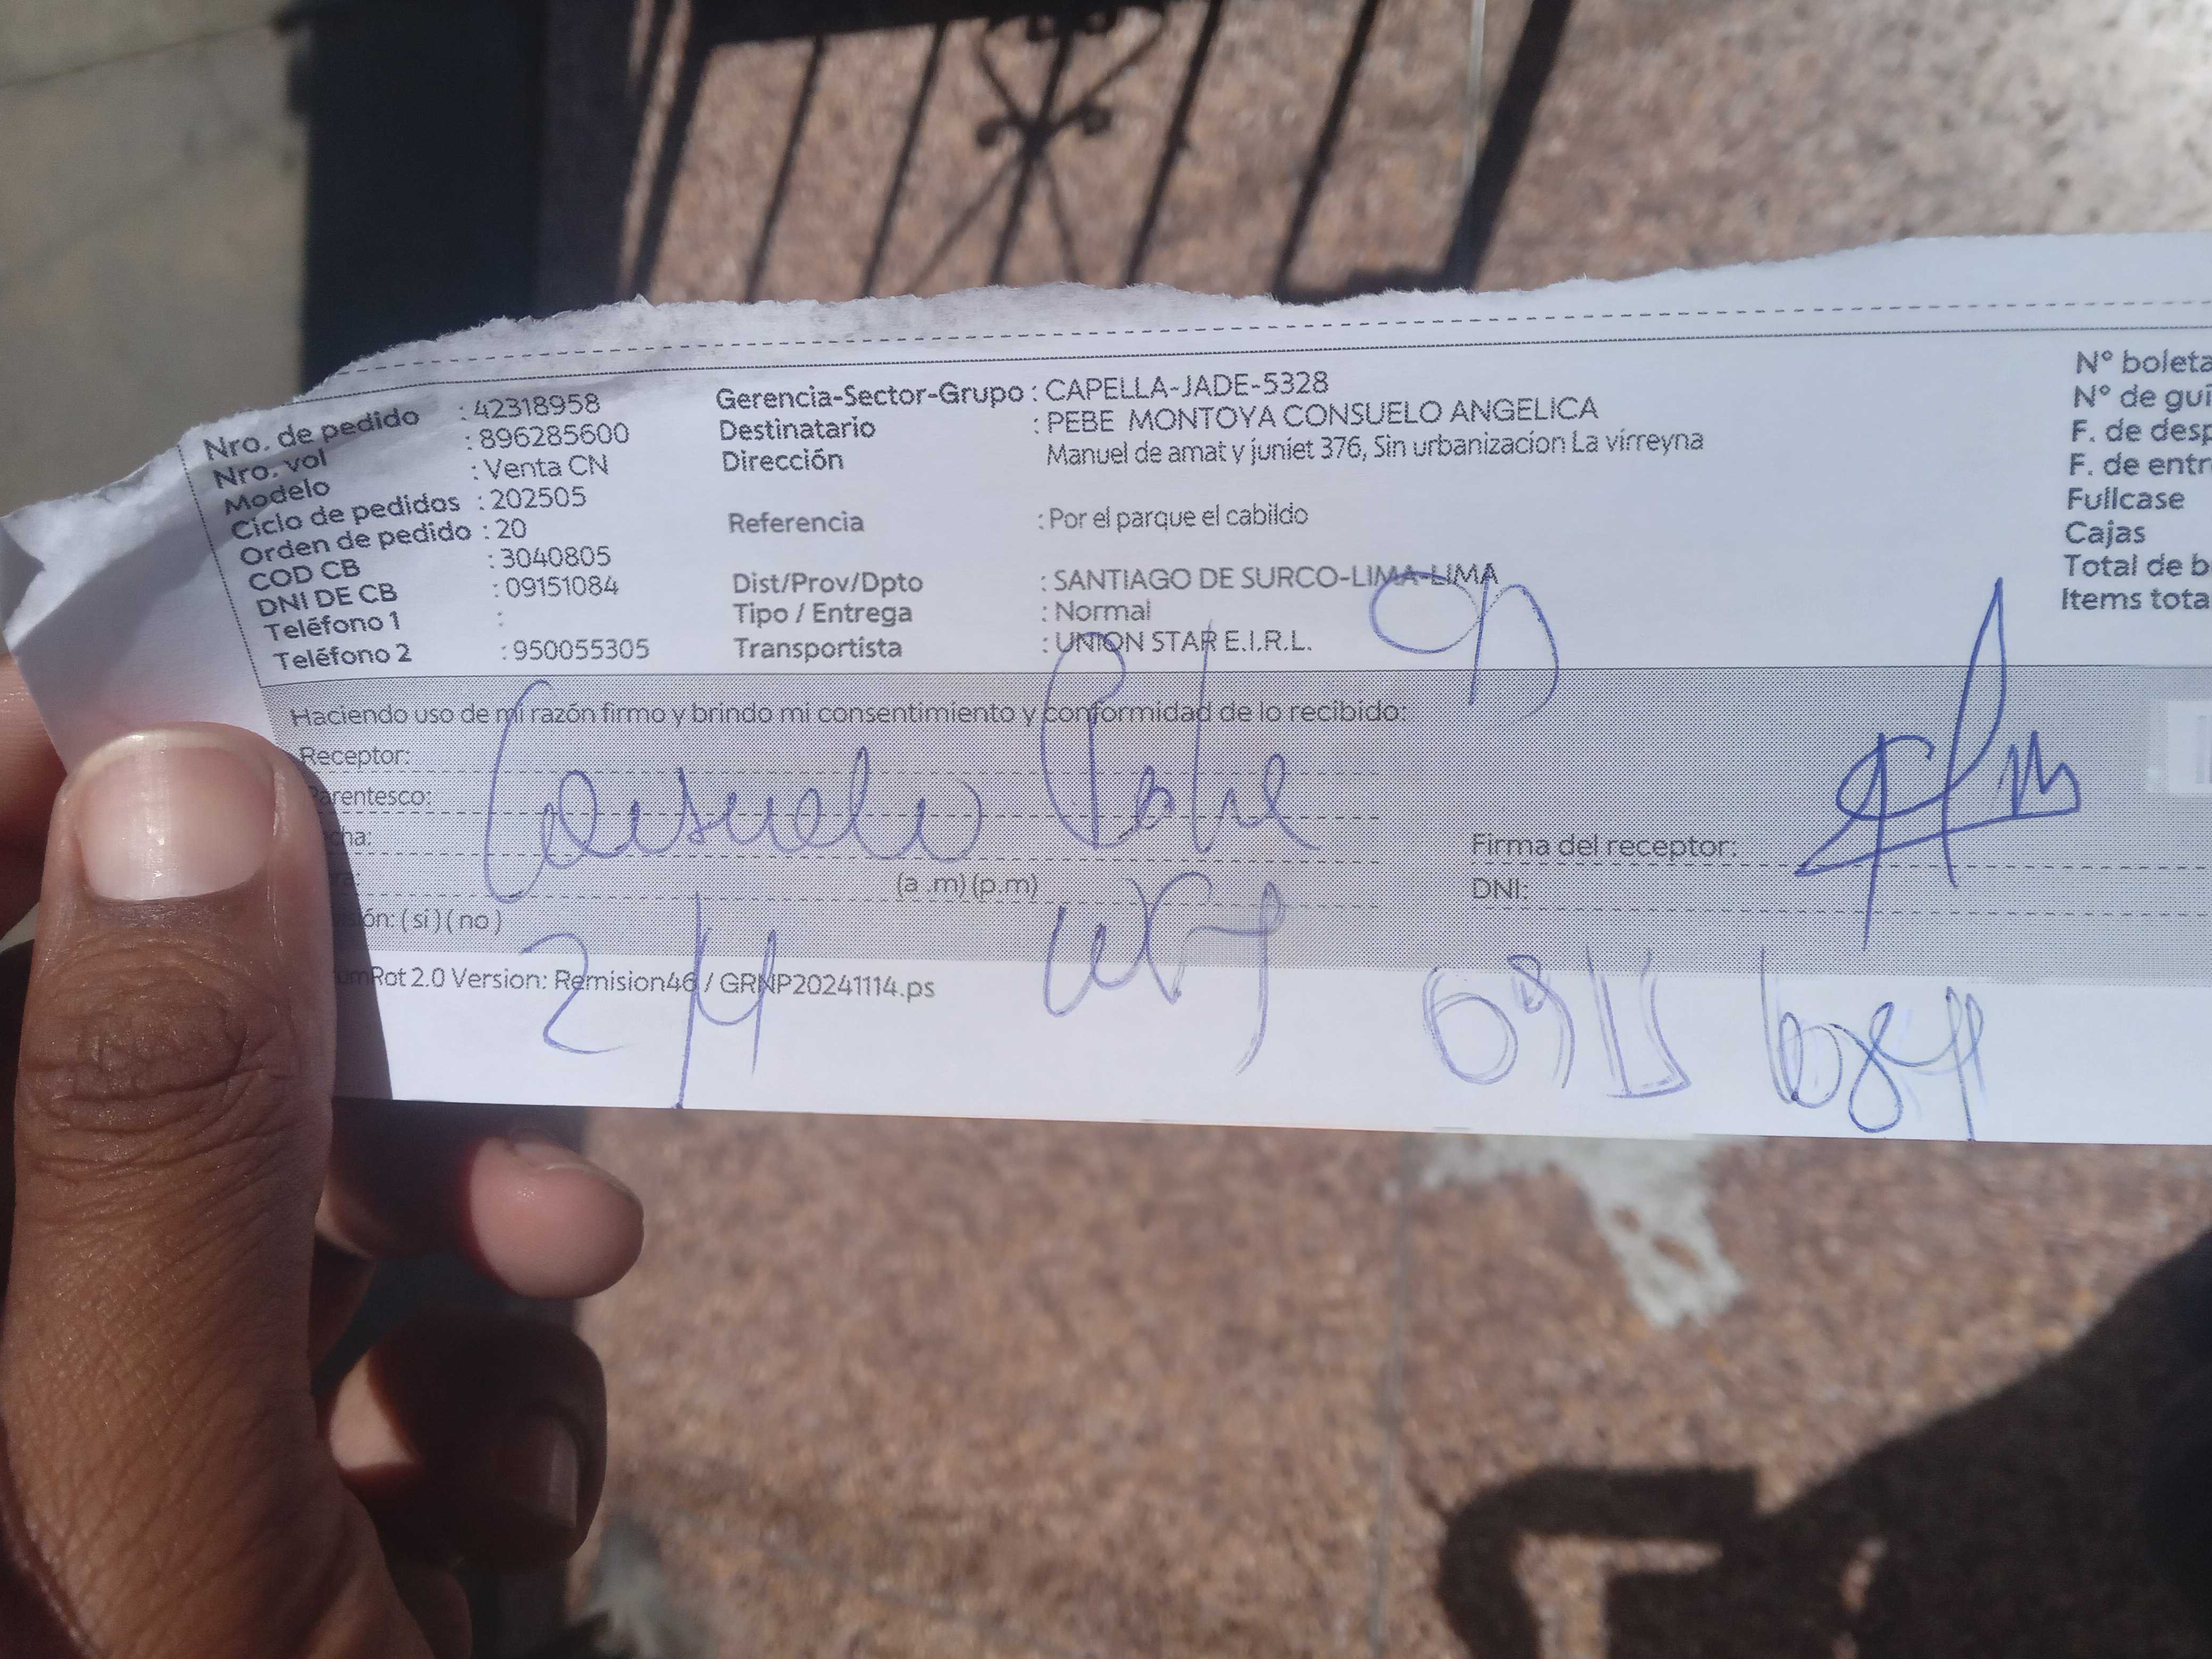 Nro. de pedido : 42318958
Nro. vol : 896285600
Modelo : Venta CN
Ciclo de pedidos : 202505
Orden de pedido : 20
COD CB : 3040805
DNI DE CB : 09151084
Teléfono 1 :
Teléfono 2 : 950055305
Gerencia-Sector-Grupo : CAPELLA-JADE-5328
Destinatario : PEBE MONTOYA CONSUELO ANGELICA
Dirección Manuel de amat y juniet 376, Sin urbanizacion La virreyna
Referencia : Por el parque el cabildo
Dist/Prov/Dpto : SANTIAGO DE SURCO-LIMA-LIMA
Tipo / Entrega : Normal
Transportista : UNION STAR E.I.R.L.
N° boleta
N° de gui
F. de desp
F. de entr
Fullcase
Cajas
Total de b
Items tota
Haciendo uso de mi razón firmo y brindo mi consentimiento y conformidad de lo recibido:
Receptor: Consuelo Pebe
Parentesco:
cha:
(a .m) (p.m)
ón: ( si ) ( no )
Firma del receptor:
DNI:
umRot 2.0 Version: Remision46 / GRNP20241114.ps